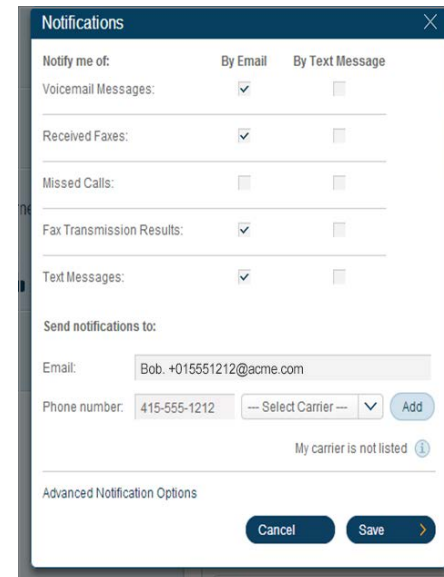 Notifications
Notify me of: By Email By Text Message
Voicemail Messages:
Received Faxes:
Missed Calls:
Fax Transmission Results:
Text Messages:
Send notifications to:
Email: Bob. +015551212@acme.com
Phone number: 415-555-1212 --- Select Carrier --- Add
My carrier is not listed
Advanced Notification Options
Cancel Save